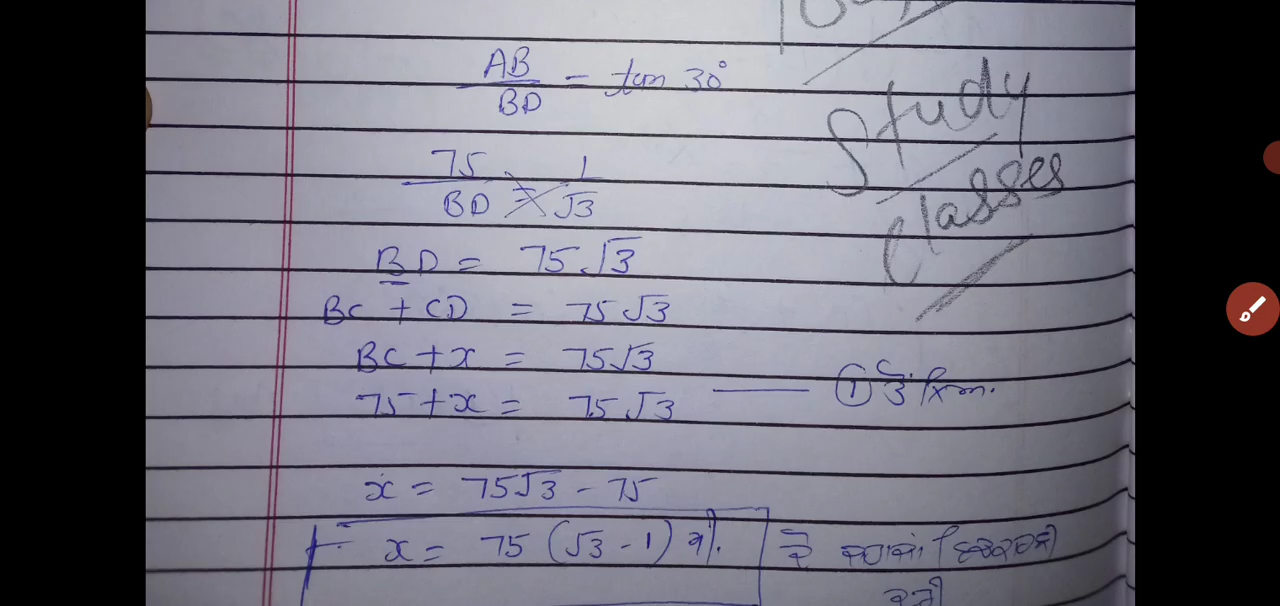 Study
Classes
AB/BD = tan 30°
75/BD = 1/√3
BD = 75√3
BC + CD = 75√3
BC + x = 75√3
75 + x = 75√3 —— ①
x = 75√3 - 75
x = 75 (√3 - 1) मी.